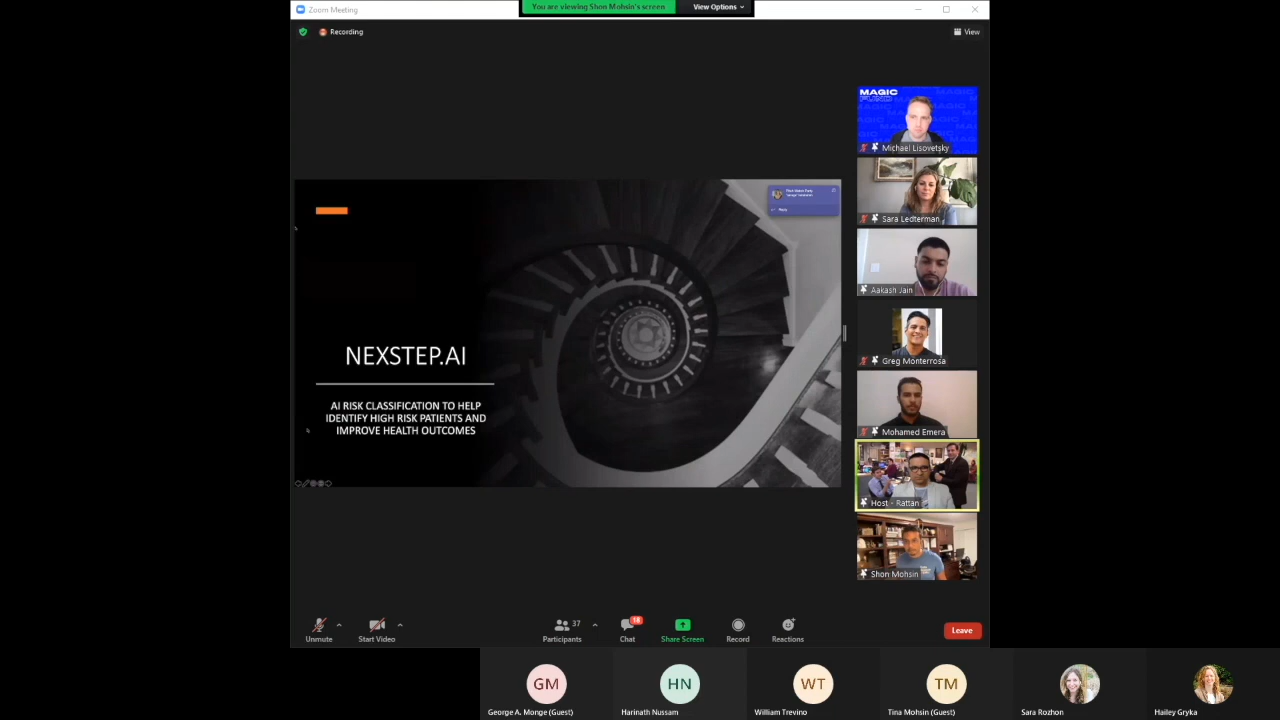 Zoom Meeting
You are viewing Shon Mohsin's screen
View Options
Recording
View
MAGIC
FUND
Michael Lisovetsky
Sara Ledterman
Aakash Jain
Greg Monterrosa
Mohamed Emera
Host - Rattan
Shon Mohsin
NEXSTEP.AI
AI RISK CLASSIFICATION TO HELP
IDENTIFY HIGH RISK PATIENTS AND
IMPROVE HEALTH OUTCOMES
Unmute
Start Video
37
Participants
18
Chat
Share Screen
Record
Reactions
Leave
GM
George A. Monge (Guest)
HN
Harinath Nussam
WT
William Trevino
TM
Tina Mohsin (Guest)
Sara Rozhon
Hailey Gryka